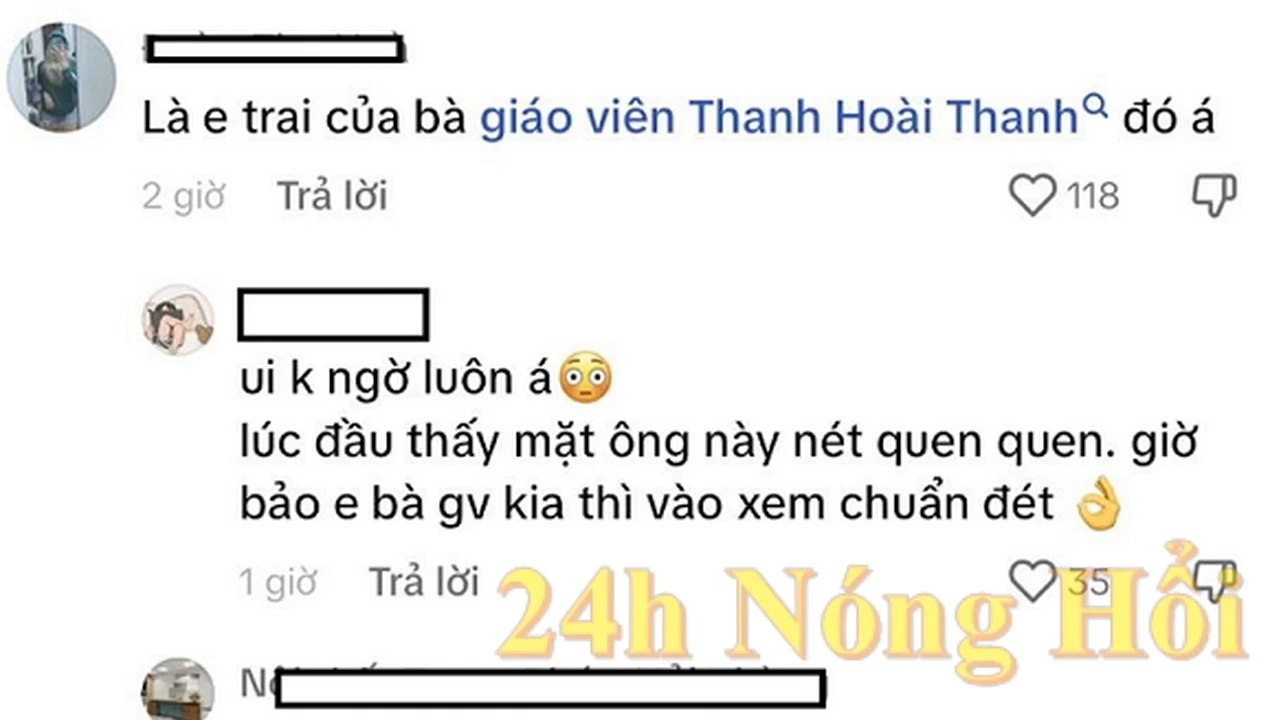 Là e trai của bà giáo viên Thanh Hoài Thanh đó á
2 giờ Trả lời 118
ui k ngờ luôn á😳
lúc đầu thấy mặt ông này nét quen quen. giờ
bảo e bà gv kia thì vào xem chuẩn đét 👌
1 giờ Trả lời 35
24h Nóng Hổi